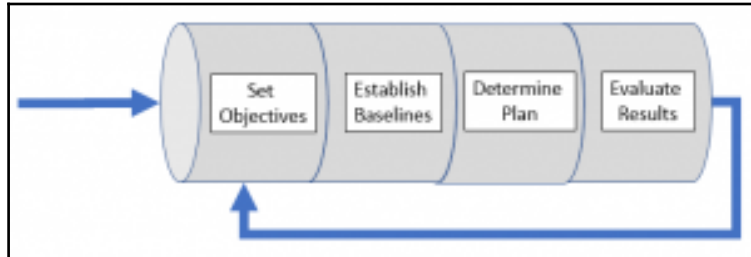 Set
Objectives
Establish
Baselines
Determine
Plan
Evaluate
Results